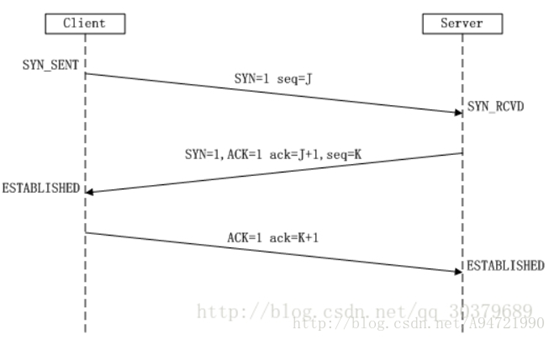 Client
Server
SYN_SENT
SYN=1 seq=J
SYN_RCVD
SYN=1,ACK=1 ack=J+1,seq=K
ESTABLISHED
ACK=1 ack=K+1
ESTABLISHED
http://blog.csdn.net/qq_30379689
http://blog.csdn.net/A94721990